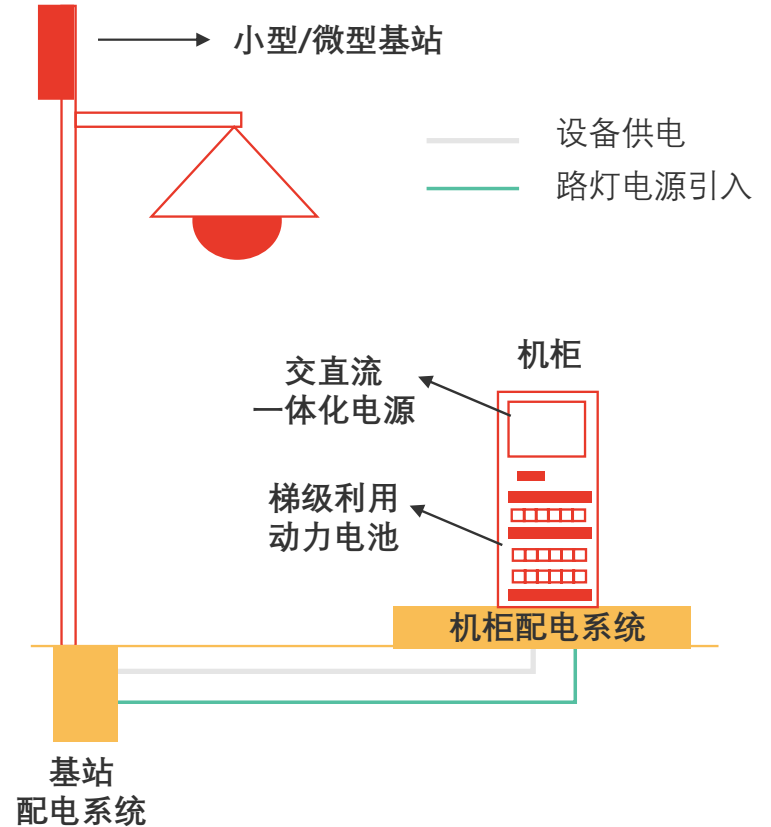 小型/微型基站
设备供电
路灯电源引入
机柜
交直流
一体化电源
梯级利用
动力电池
机柜配电系统
基站
配电系统